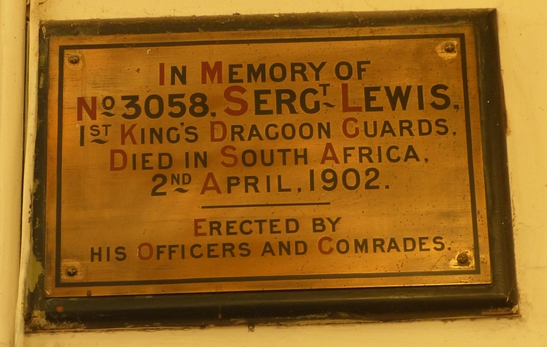 IN MEMORY OF
No 3058, SERGT LEWIS,
1ST KING'S DRAGOON GUARDS,
DIED IN SOUTH AFRICA,
2ND APRIL, 1902.
ERECTED BY
HIS OFFICERS AND COMRADES.